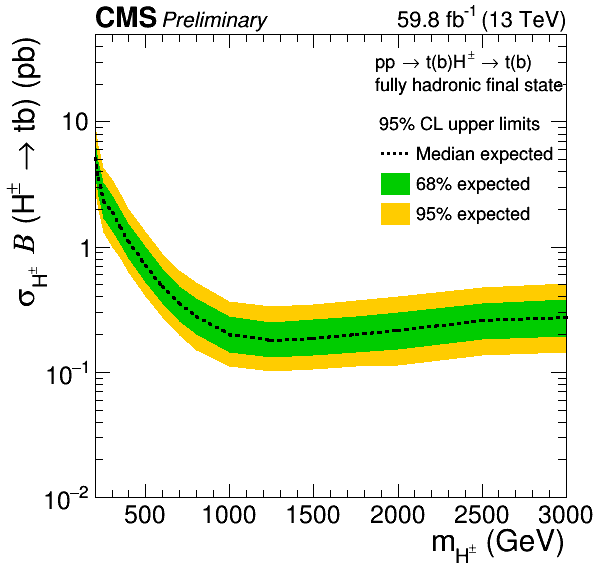 CMS Preliminary 59.8 fb⁻¹ (13 TeV)
pp → t(b)H± → t(b)
fully hadronic final state
95% CL upper limits
Median expected
68% expected
95% expected
σH± B (H± → tb) (pb)
10
1
10⁻¹
10⁻²
500 1000 1500 2000 2500 3000
mH± (GeV)